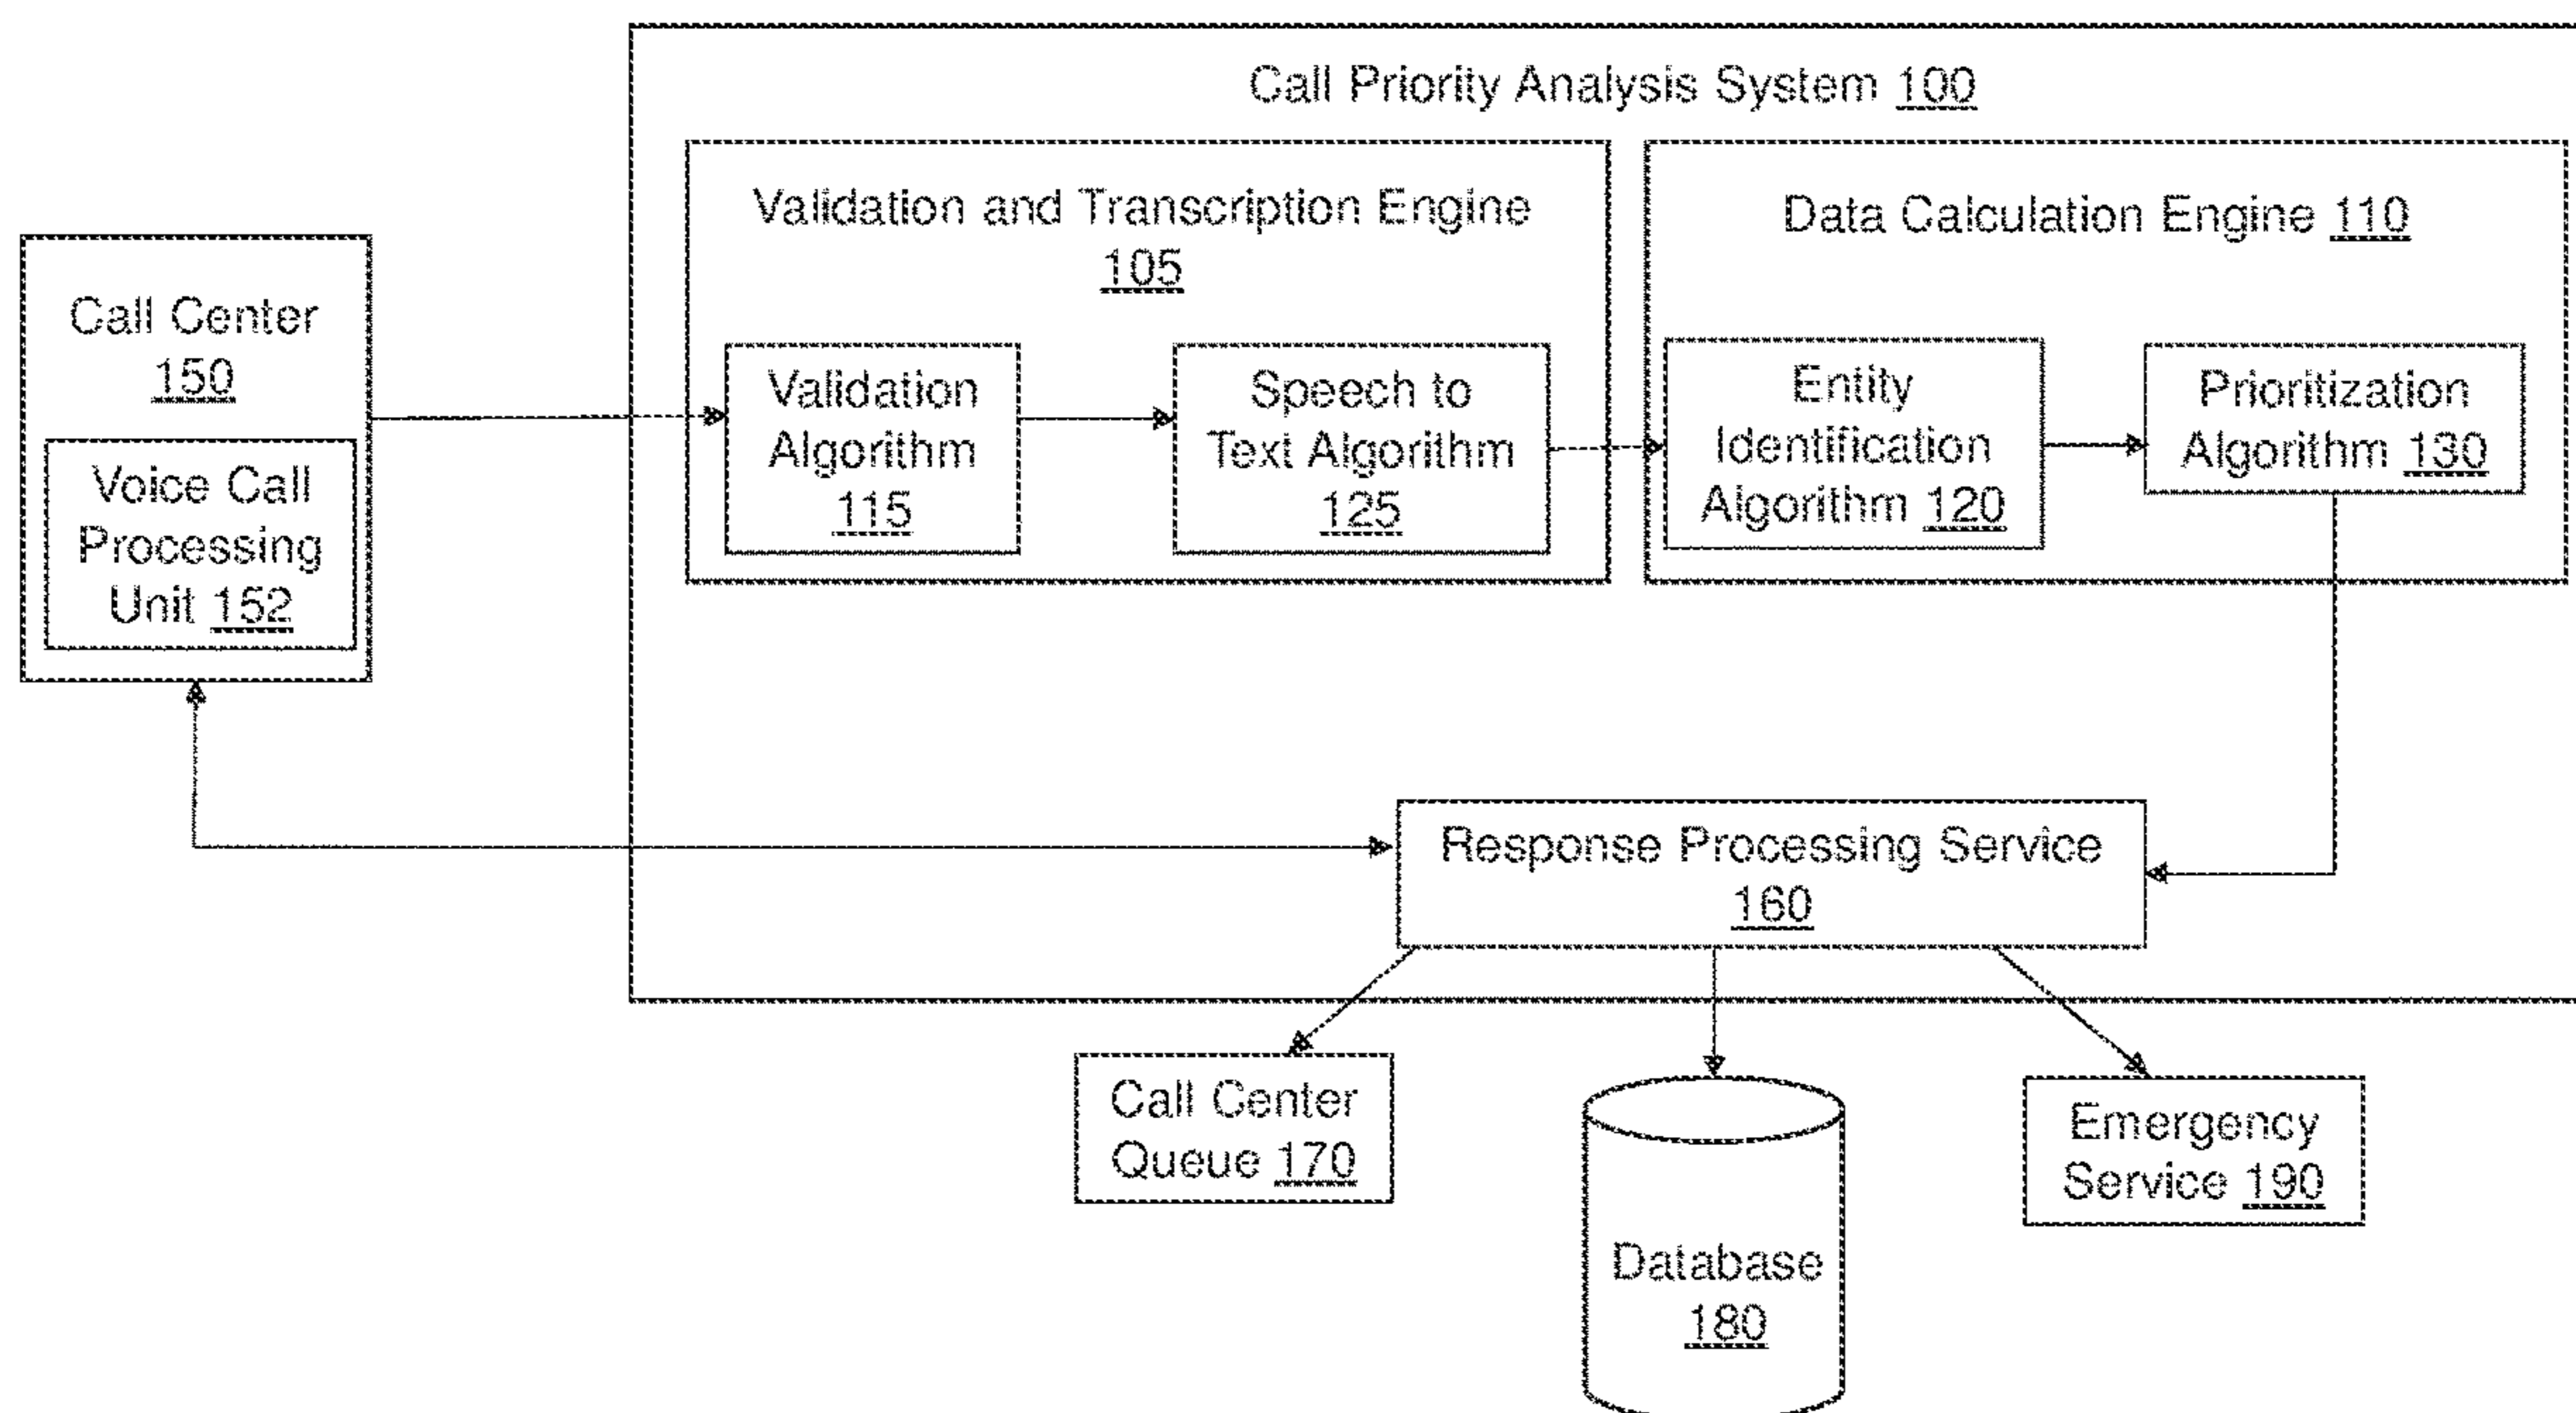 Call Priority Analysis System 100
Validation and Transcription Engine
105
Data Calculation Engine 110
Call Center
150
Voice Call
Processing
Unit 152
Validation
Algorithm
115
Speech to
Text Algorithm
125
Entity
Identification
Algorithm 120
Prioritization
Algorithm 130
Response Processing Service
160
Call Center
Queue 170
Database
180
Emergency
Service 190